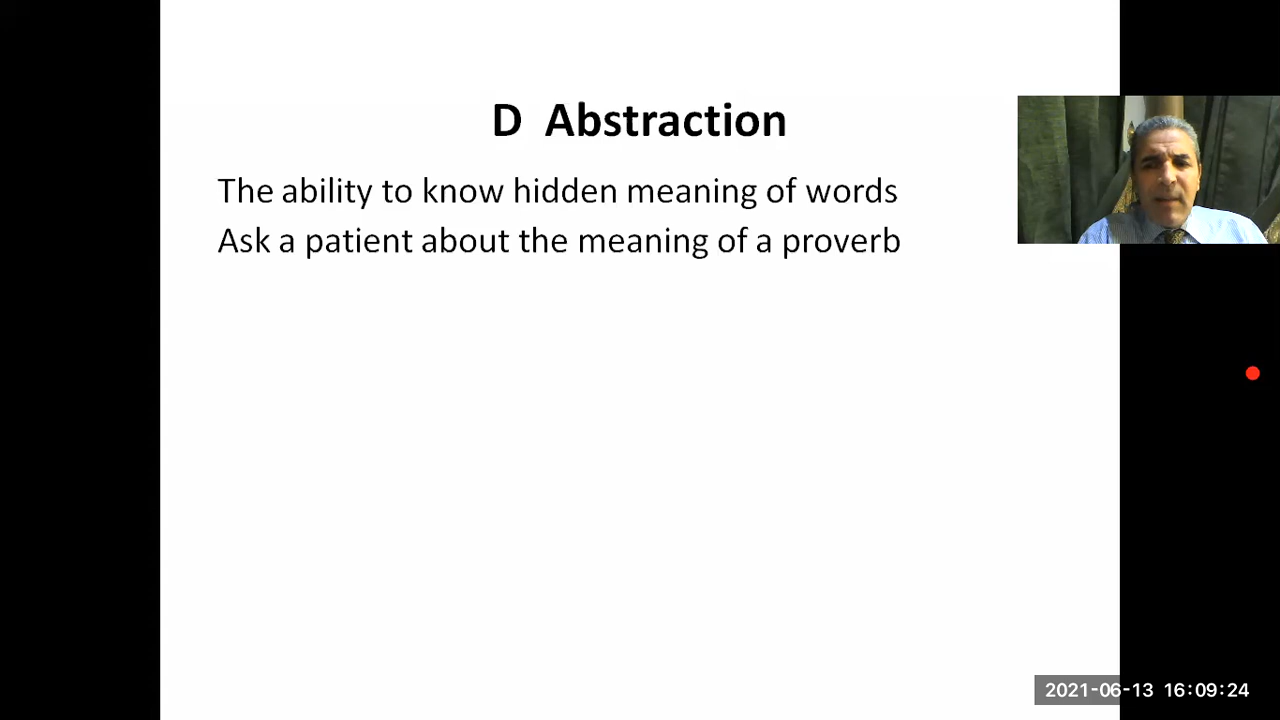 D Abstraction
The ability to know hidden meaning of words
Ask a patient about the meaning of a proverb
2021-06-13 16:09:24